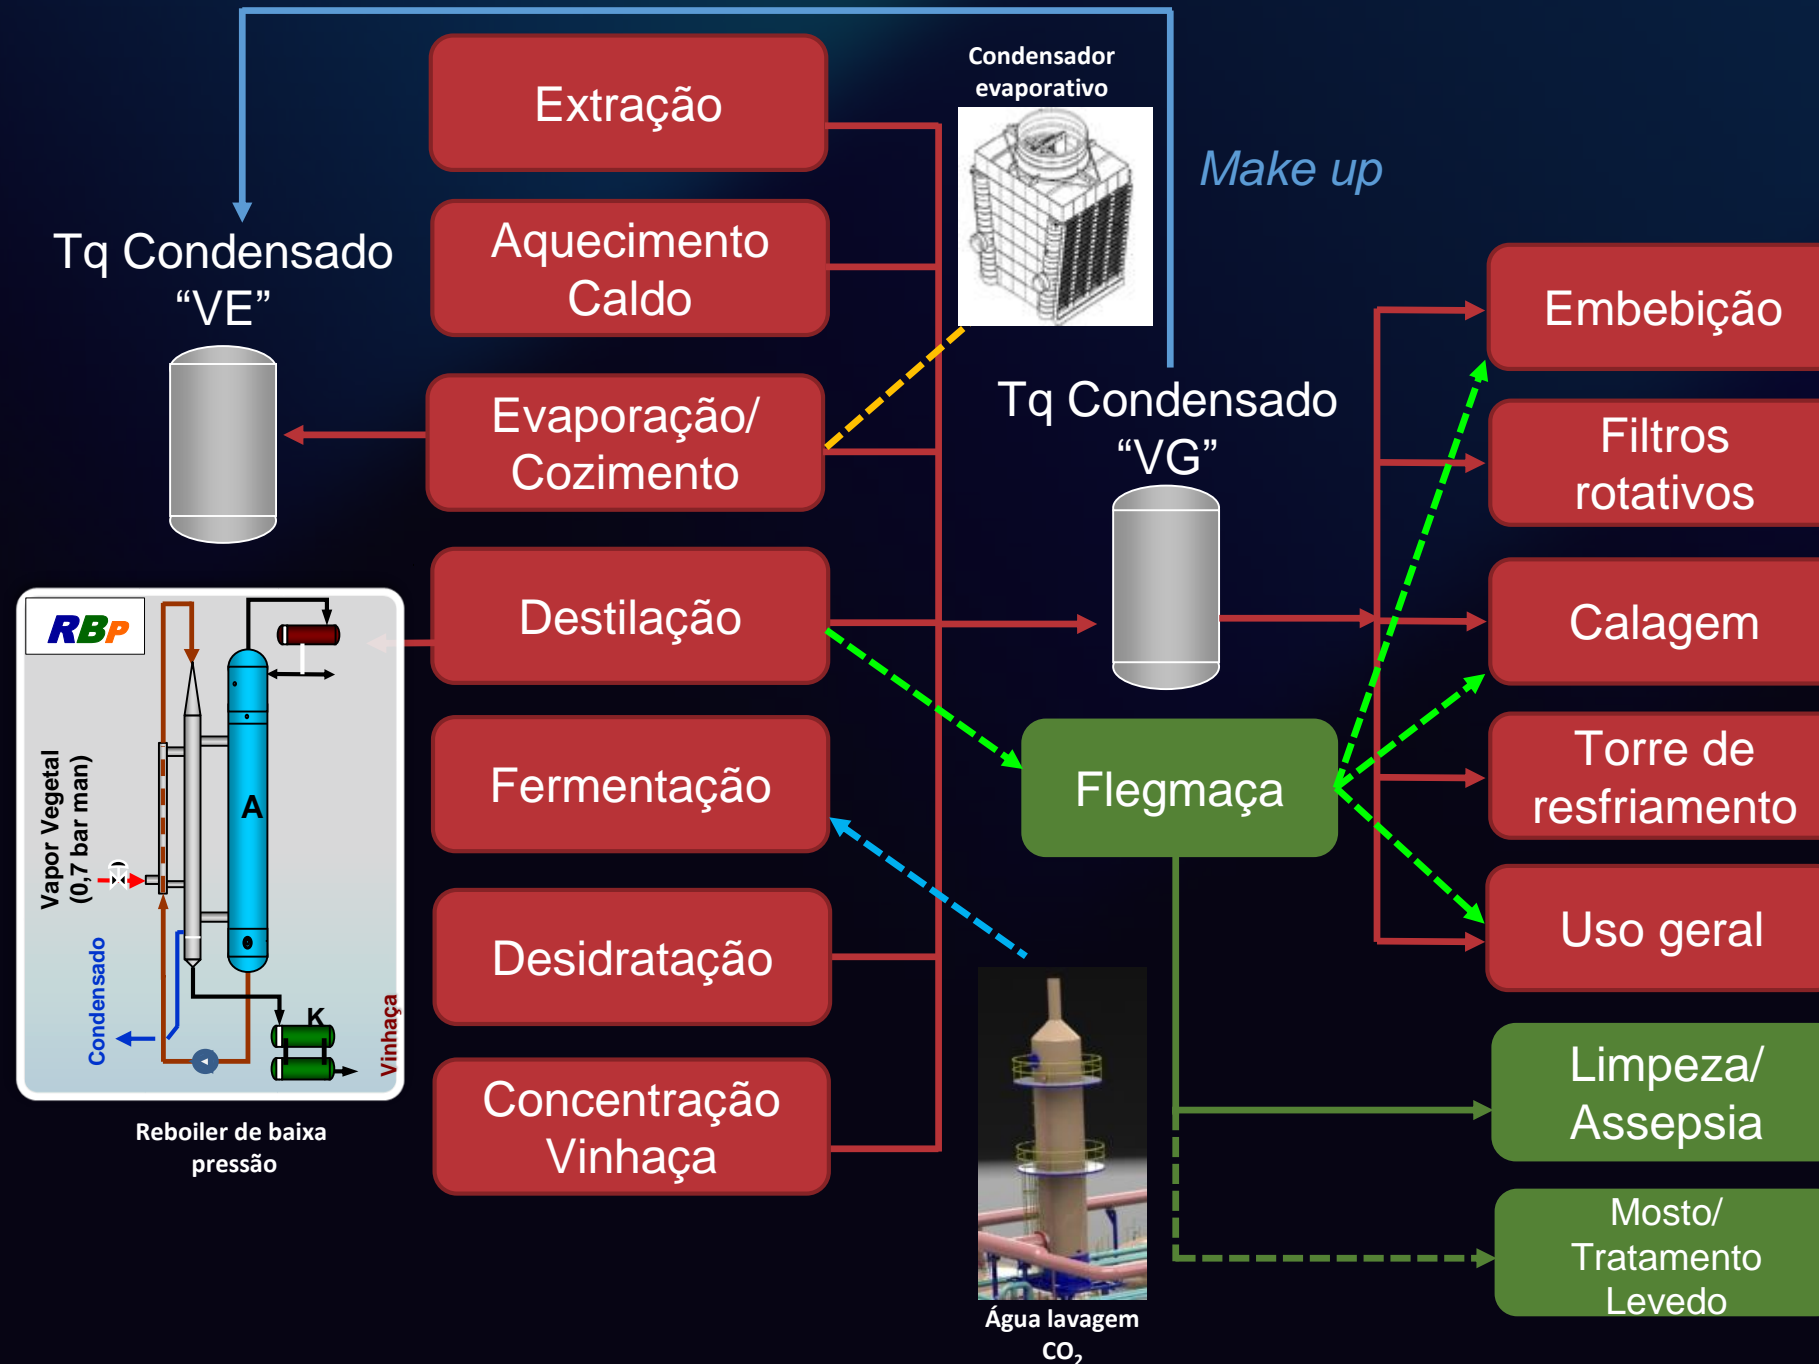 Condensador
evaporativo
Extração
Make up
Aquecimento
Caldo
Tq Condensado
“VE”
Embebição
Evaporação/
Cozimento
Tq Condensado
“VG”
Filtros
rotativos
Destilação
Calagem
RBP
Vapor Vegetal
(0,7 bar man)
A
Condensado
K
Vinhaça
Reboiler de baixa
pressão
Fermentação
Flegmaça
Torre de
resfriamento
Desidratação
Uso geral
Concentração
Vinhaça
Limpeza/
Assepsia
Mosto/
Tratamento
Levedo
Água lavagem
CO₂